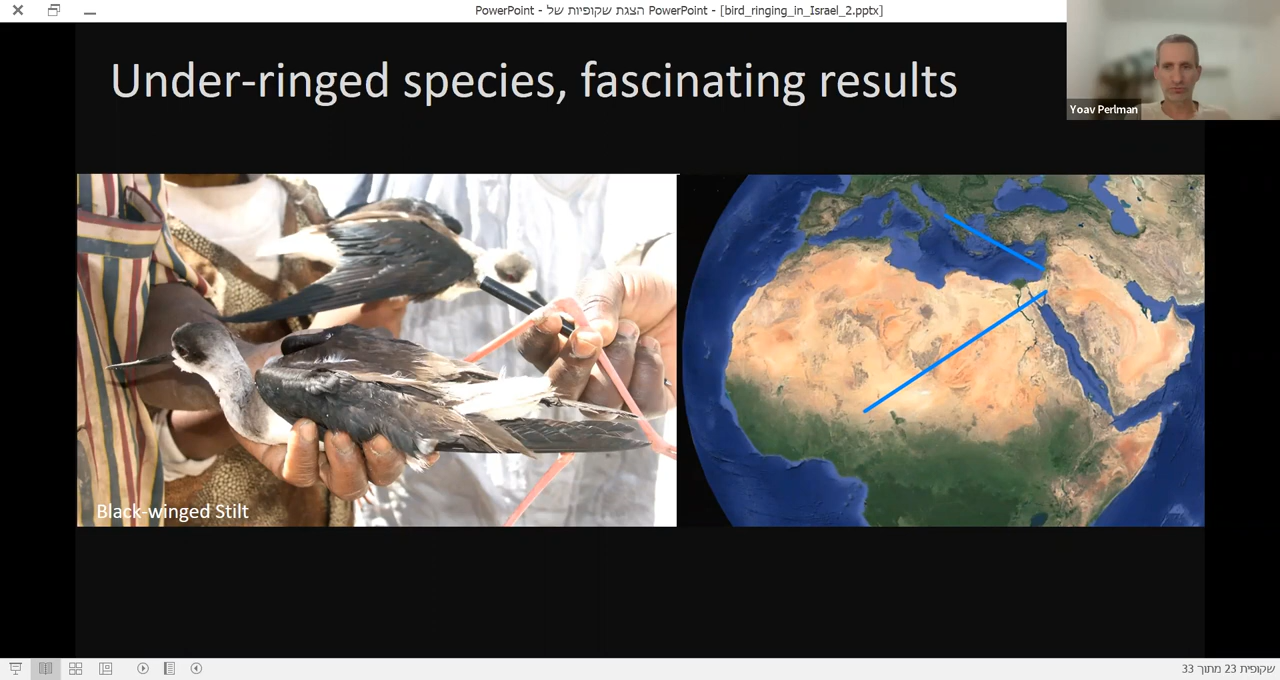 PowerPoint הצגת שקופיות של - PowerPoint - [bird_ringing_in_Israel_2.pptx]
Yoav Perlman
Under-ringed species, fascinating results
Black-winged Stilt
שקופית 23 מתוך 33